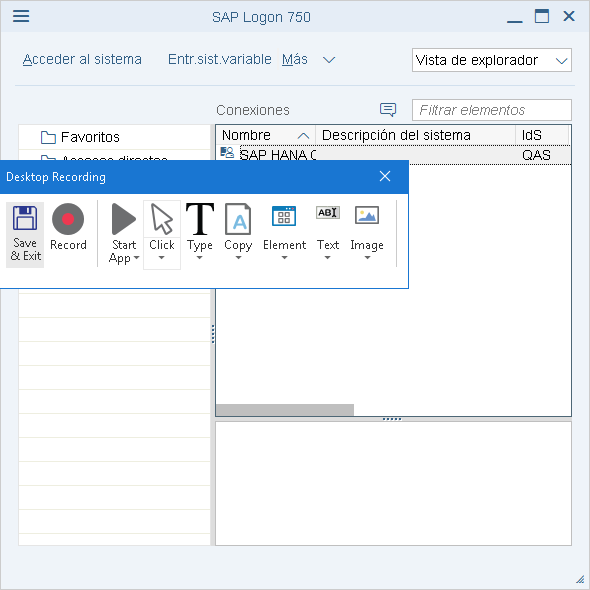 SAP Logon 750
Acceder al sistema Entr.sist.variable Más Vista de explorador
Conexiones Filtrar elementos
Favoritos
Nombre Descripción del sistema IdS
SAP HANA QAS
Desktop Recording
Save & Exit
Record
Start App
Click
Type
Copy
Element
Text
Image
A
ABI